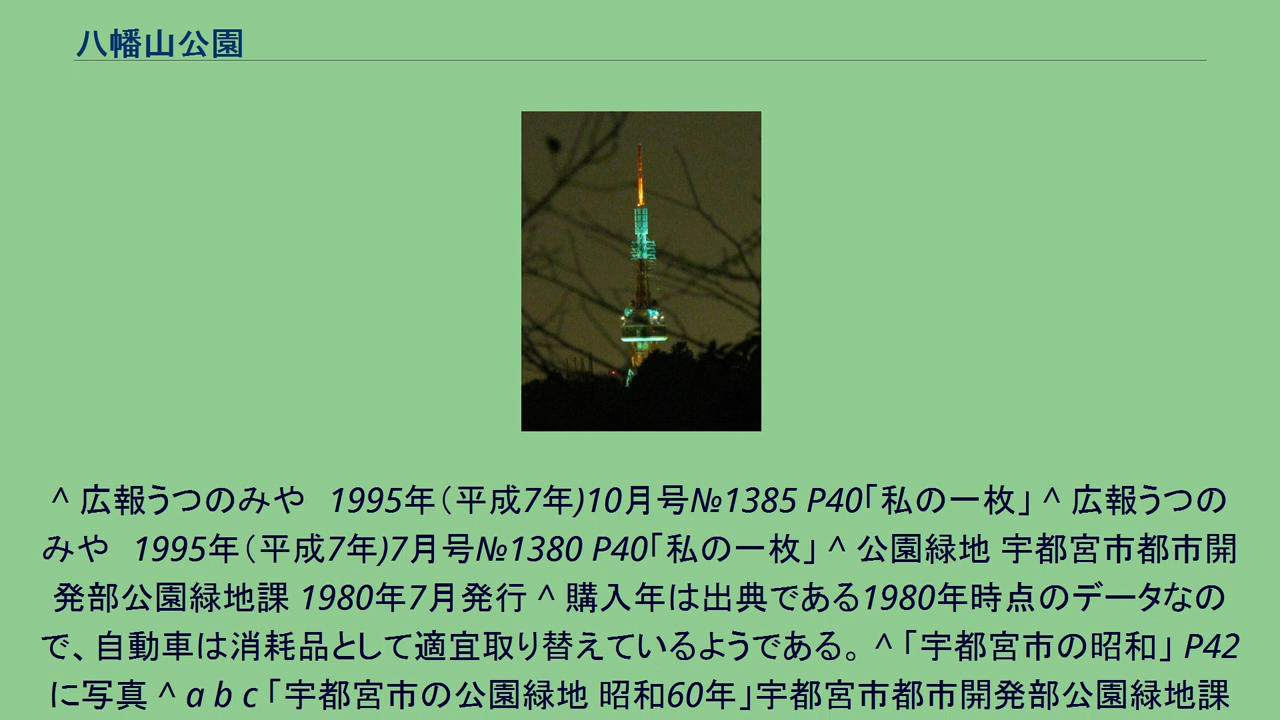 八幡山公園
^ 広報うつのみや　1995年（平成7年)10月号№1385 P40｢私の一枚｣ ^ 広報うつの
みや　1995年（平成7年)7月号№1380 P40｢私の一枚｣ ^ 公園緑地 宇都宮市都市開
発部公園緑地課 1980年7月発行 ^ 購入年は出典である1980年時点のデータなの
で、自動車は消耗品として適宜取り替えているようである。 ^ ｢宇都宮市の昭和｣ P42
に写真 ^ a b c ｢宇都宮市の公園緑地 昭和60年｣宇都宮市都市開発部公園緑地課